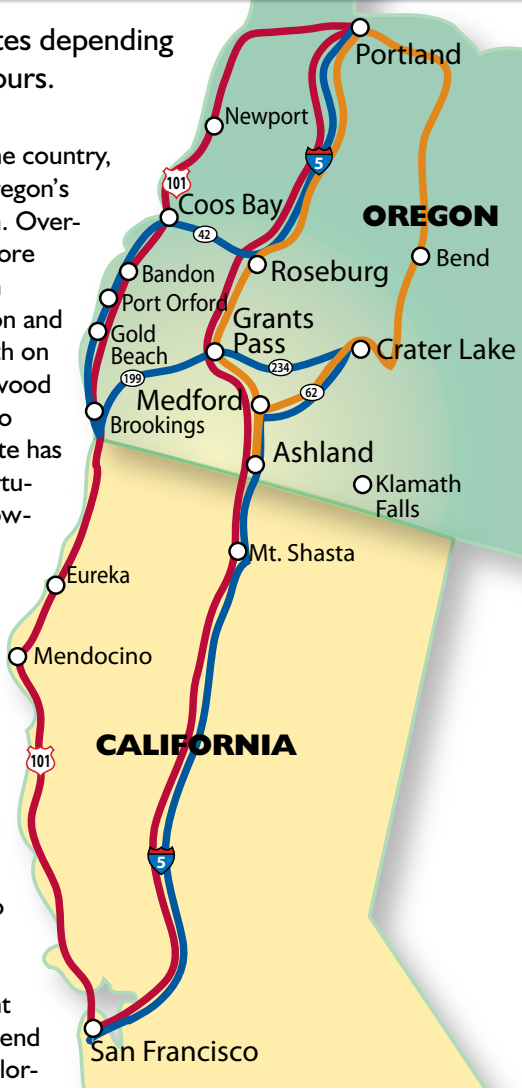 tes depending
ours.
e country,
egon's
. Over-
ore
on and
h on
wood
o
te has
rtu-
ow-
o
nt
end
lor-
Portland
Newport
5
101
Coos Bay
OREGON
42
Bandon
Roseburg
Bend
Port Orford
Gold
Beach
Grants
Pass
Crater Lake
199
234
62
Medford
Brookings
Ashland
Klamath
Falls
Mt. Shasta
Eureka
Mendocino
CALIFORNIA
101
5
San Francisco